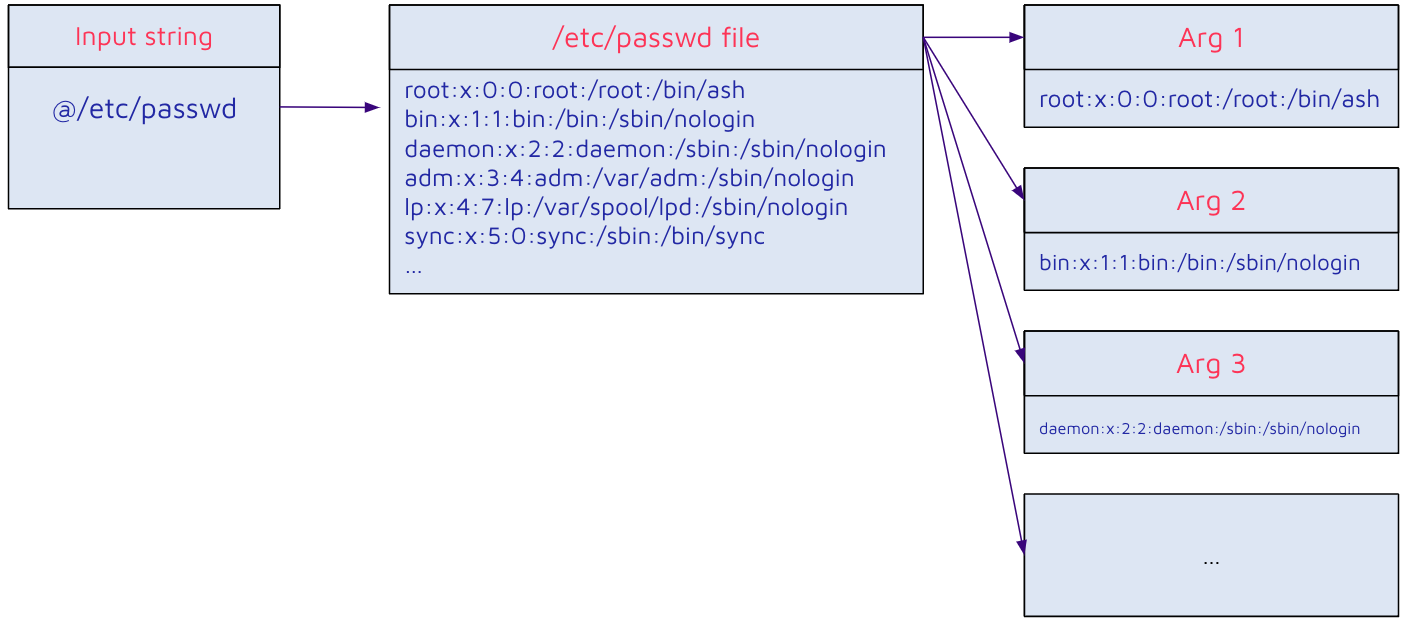 Input string
@/etc/passwd
/etc/passwd file
root:x:0:0:root:/root:/bin/ash
bin:x:1:1:bin:/bin:/sbin/nologin
daemon:x:2:2:daemon:/sbin:/sbin/nologin
adm:x:3:4:adm:/var/adm:/sbin/nologin
lp:x:4:7:lp:/var/spool/lpd:/sbin/nologin
sync:x:5:0:sync:/sbin:/bin/sync
...
Arg 1
root:x:0:0:root:/root:/bin/ash
Arg 2
bin:x:1:1:bin:/bin:/sbin/nologin
Arg 3
daemon:x:2:2:daemon:/sbin:/sbin/nologin
...